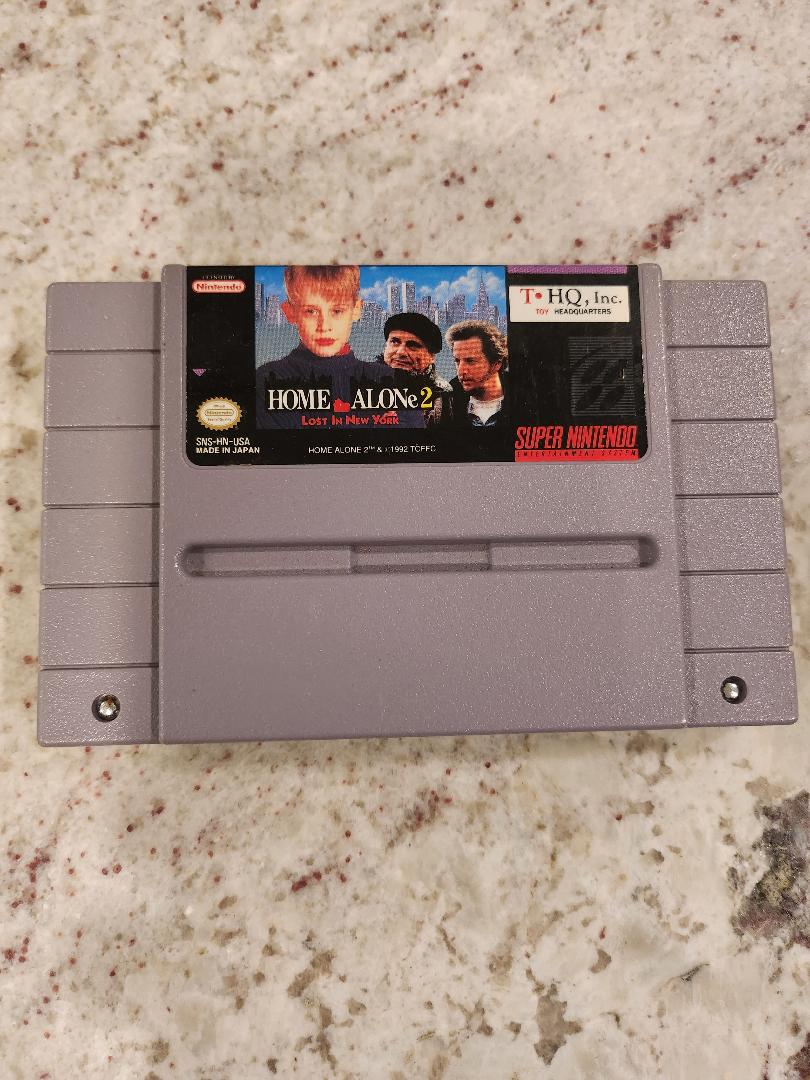 LICENSED BY
Nintendo
T•HQ, Inc.
TOY HEADQUARTERS
HOME ALONe 2
LOST IN NEW YORK
Nintendo
SNS-HN-USA
MADE IN JAPAN
HOME ALONE 2™ & ©1992 TCFFC
SUPER NINTENDO
ENTERTAINMENT SYSTEM